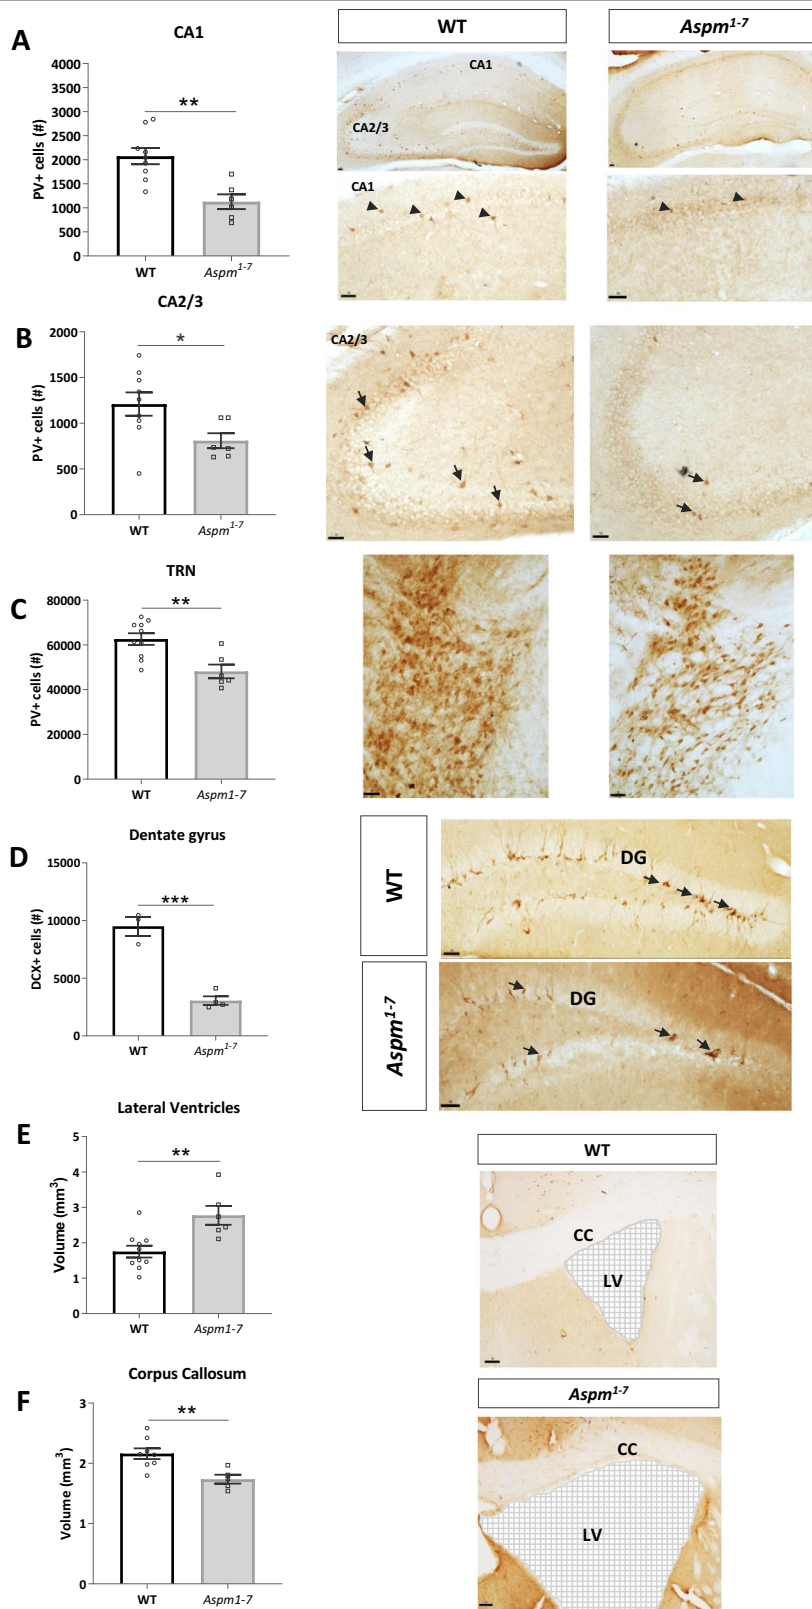 A
CA1
WT
Aspm1-7
PV+ cells (#)
4000
3500
3000
2500
2000
1500
1000
500
0
**
WT
Aspm1-7
CA1
CA2/3
CA1
B
CA2/3
PV+ cells (#)
2000
1500
1000
500
0
*
WT
Aspm1-7
CA2/3
C
TRN
PV+ cells (#)
80000
60000
40000
20000
0
**
WT
Aspm1-7
D
Dentate gyrus
DCX+ cells (#)
15000
10000
5000
0
***
WT
Aspm1-7
WT
DG
Aspm1-7
DG
E
Lateral Ventricles
Volume (mm3)
5
4
3
2
1
0
**
WT
Aspm1-7
WT
CC
LV
F
Corpus Callosum
Volume (mm3)
3
2
1
0
**
WT
Aspm1-7
Aspm1-7
CC
LV